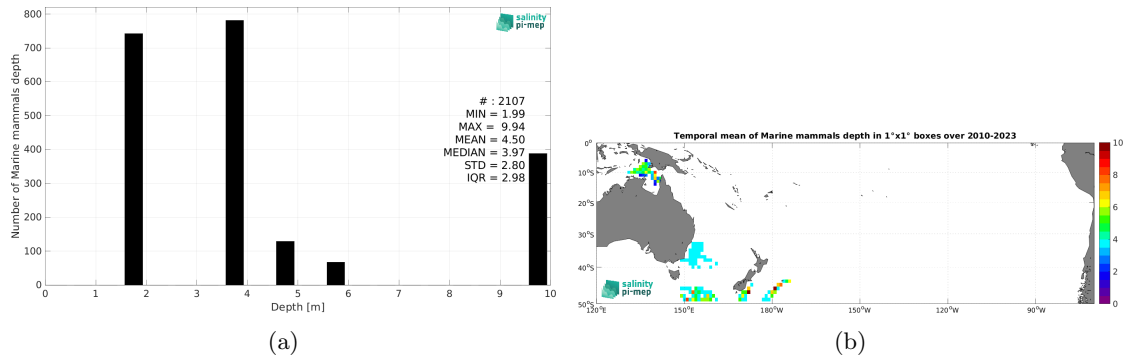 800
700
600
500
400
300
200
100
0
Number of Marine mammals depth
0 1 2 3 4 5 6 7 8 9 10
Depth [m]
salinity
pi-mep
# : 2107
MIN = 1.99
MAX = 9.94
MEAN = 4.50
MEDIAN = 3.97
STD = 2.80
IQR = 2.98
(a)
Temporal mean of Marine mammals depth in 1°x1° boxes over 2010-2023
0°
10°S
20°S
30°S
40°S
50°S
120°E 150°E 180°W 150°W 120°W 90°W
salinity
pi-mep
10
8
6
4
2
0
(b)